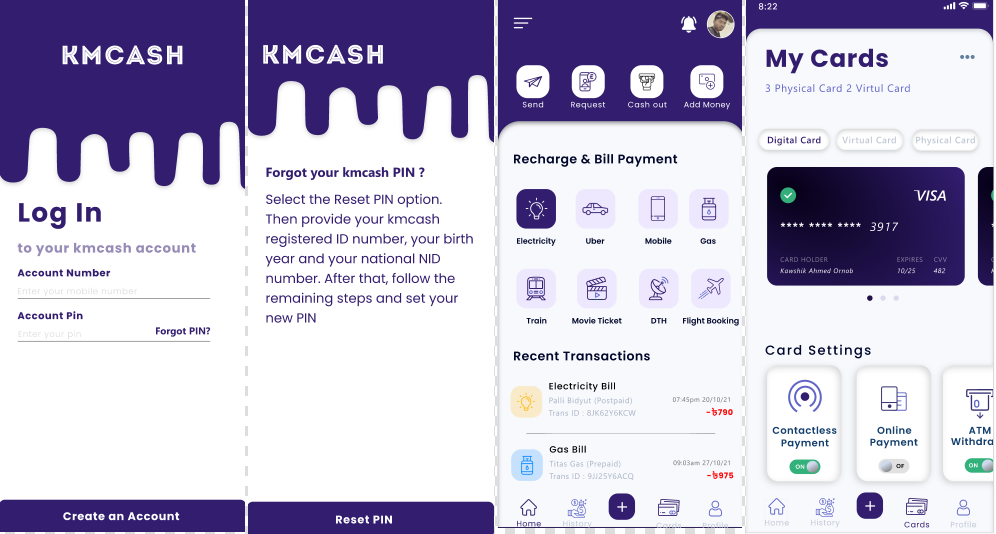 KMCASH
Log In
to your kmcash account
Account Number
Enter your mobile number
Account Pin
Enter your pin
Forgot PIN?
Create an Account
KMCASH
Forgot your kmcash PIN ?
Select the Reset PIN option.
Then provide your kmcash
registered ID number, your birth
year and your national NID
number. After that, follow the
remaining steps and set your
new PIN
Reset PIN
Send Request Cash out Add Money
Recharge & Bill Payment
Electricity Uber Mobile Gas
Train Movie Ticket DTH Flight Booking
Recent Transactions
Electricity Bill
Palli Bidyut (Postpaid) 07:45pm 20/10/21
Trans ID : 8JK62Y6KCW -৳790
Gas Bill
Titas Gas (Prepaid) 09:03am 27/10/21
Trans ID : 9JI25Y6ACQ -৳975
Home History + Cards Profile
8:22
My Cards
3 Physical Card 2 Virtul Card
Digital Card Virtual Card Physical Card
VISA
**** **** **** 3917
CARD HOLDER EXPIRES CVV
Kawshik Ahmed Ornab 10/25 482
Card Settings
Contactless Online ATM
Payment Payment Withdra
ON OF ON
Home History + Cards Profile